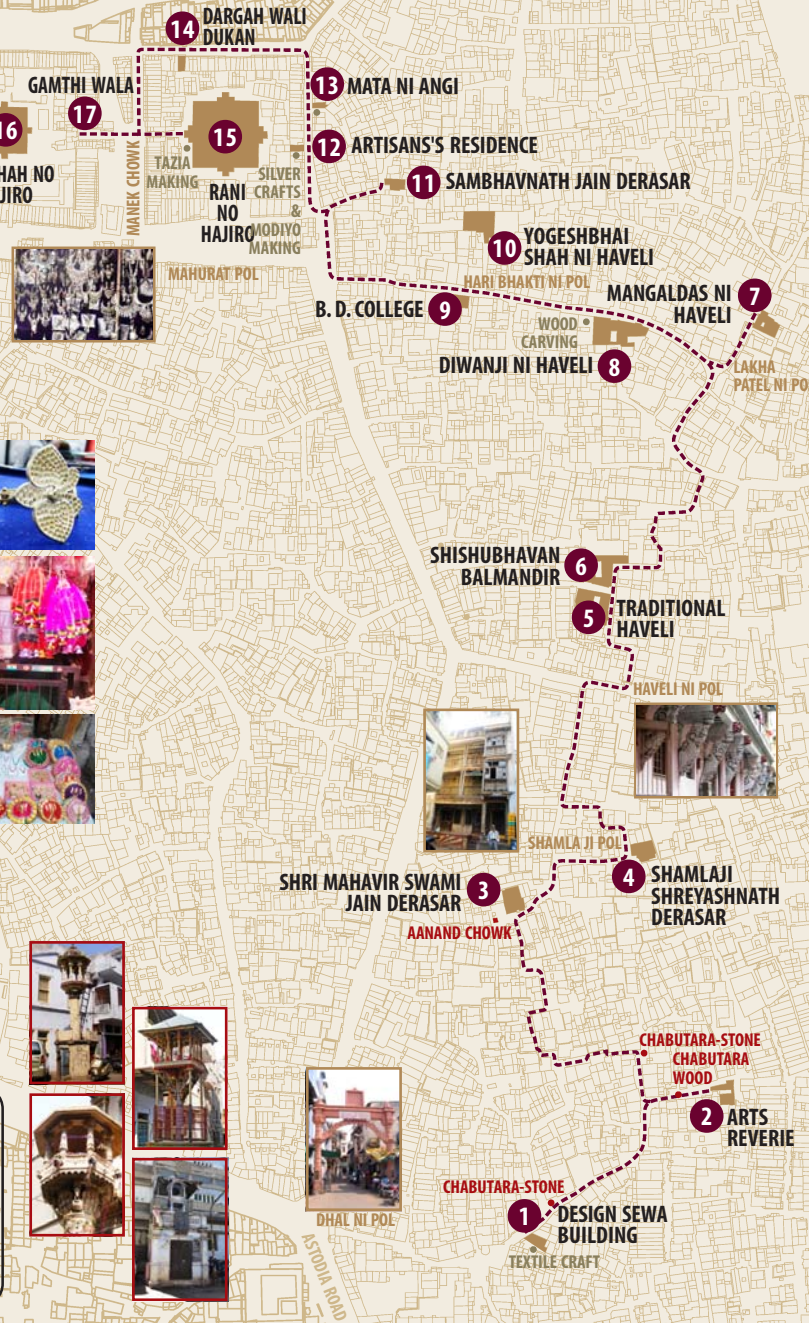 14
DARGAH WALI
DUKAN
GAMTHI WALA
17
13
MATA NI ANGI
16
HAH NO
JIRO
MANEK CHOWK
TAZIA
MAKING
15
RANI
NO
HAJIRO
SILVER
CRAFTS
&
MODIYO
MAKING
12
ARTISANS'S RESIDENCE
11
SAMBHAVNATH JAIN DERASAR
10
YOGESHBHAI
SHAH NI HAVELI
MAHURAT POL
HARI BHAKTI NI POL
B. D. COLLEGE
9
MANGALDAS NI
HAVELI
7
WOOD
CARVING
DIWANJI NI HAVELI
8
LAKHA
PATEL NI PO
SHISHUBHAVAN
BALMANDIR
6
5
TRADITIONAL
HAVELI
HAVELI NI POL
SHAMLA JI POL
4
SHAMLAJI
SHREYASHNATH
DERASAR
SHRI MAHAVIR SWAMI
JAIN DERASAR
3
AANAND CHOWK
CHABUTARA-STONE
CHABUTARA
WOOD
2
ARTS
REVERIE
CHABUTARA-STONE
1
DESIGN SEWA
BUILDING
TEXTILE CRAFT
DHAL NI POL
ASTODIA ROAD